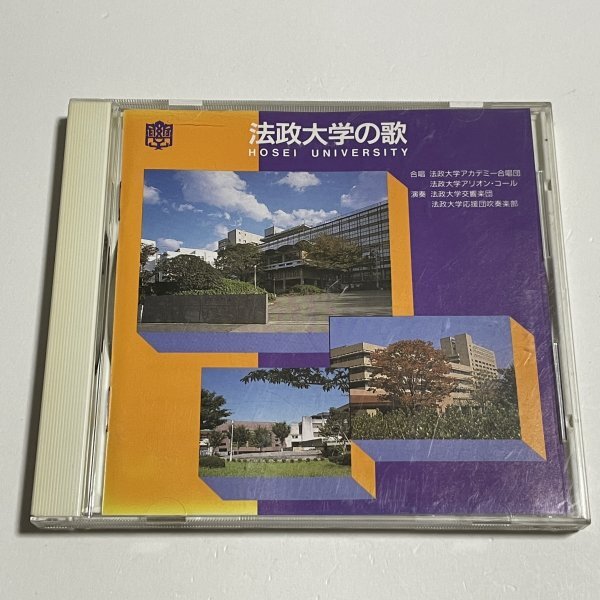 法政大学の歌
HOSEI UNIVERSITY
合唱 法政大学アカデミー合唱団
法政大学アリオン・コール
演奏 法政大学交響楽団
法政大学応援団吹奏楽部